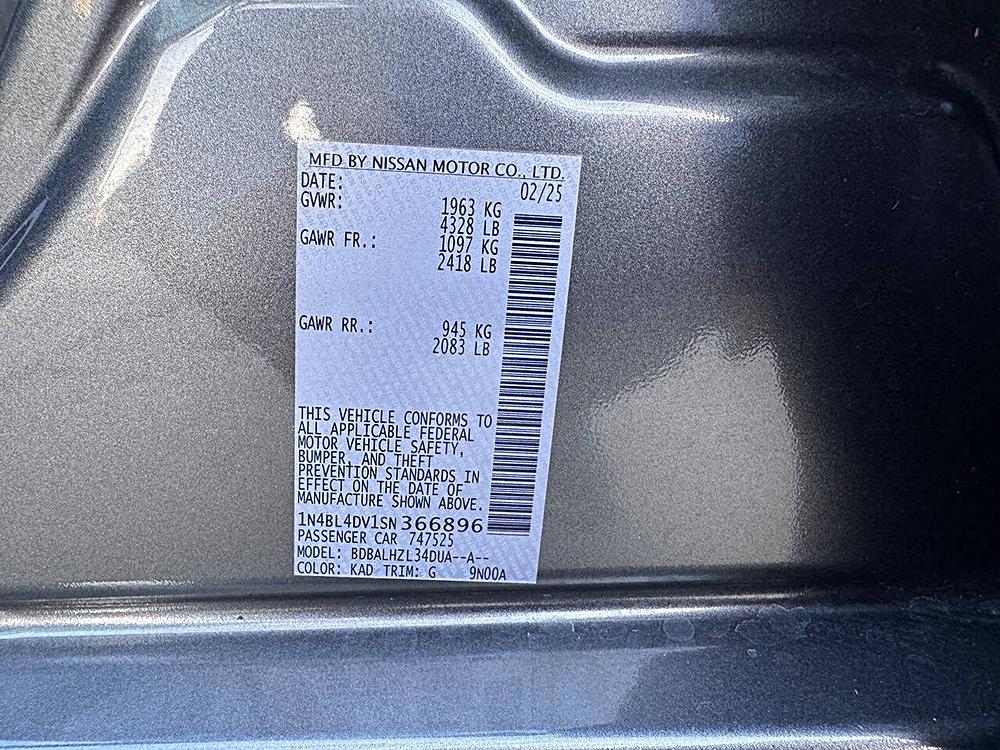 MFD BY NISSAN MOTOR CO., LTD.
DATE: 02/25
GVWR: 1963 KG
4328 LB
GAWR FR.: 1097 KG
2418 LB
GAWR RR.: 945 KG
2083 LB
THIS VEHICLE CONFORMS TO
ALL APPLICABLE FEDERAL
MOTOR VEHICLE SAFETY,
BUMPER, AND THEFT
PREVENTION STANDARDS IN
EFFECT ON THE DATE OF
MANUFACTURE SHOWN ABOVE.
1N4BL4DV1SN366896
PASSENGER CAR 747525
MODEL: BDBALHZL34DUA--A--
COLOR: KAD TRIM: G 9N00A